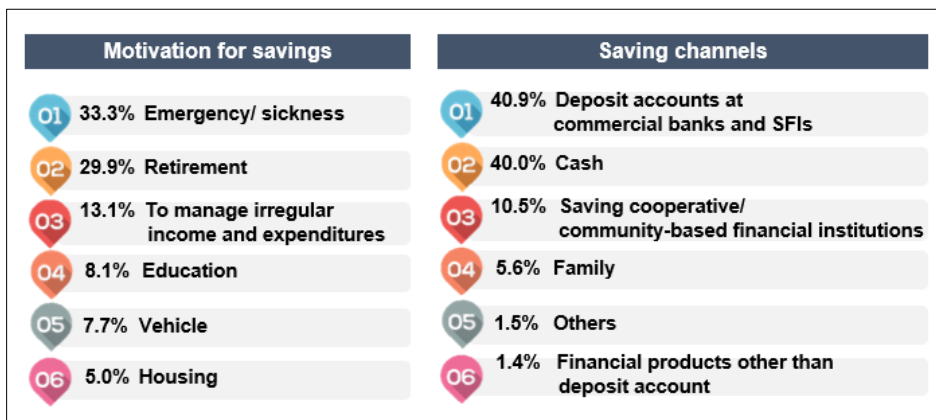 Motivation for savings
01 33.3% Emergency/ sickness
02 29.9% Retirement
03 13.1% To manage irregular
income and expenditures
04 8.1% Education
05 7.7% Vehicle
06 5.0% Housing
Saving channels
01 40.9% Deposit accounts at
commercial banks and SFIs
02 40.0% Cash
03 10.5% Saving cooperative/
community-based financial institutions
04 5.6% Family
05 1.5% Others
06 1.4% Financial products other than
deposit account